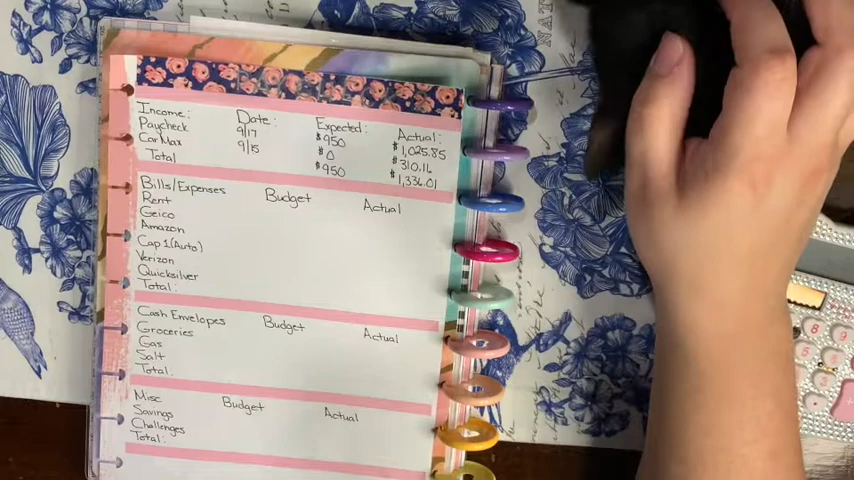 Income: Date: Expected: Actual:
Paycheck 9/17 $950 $1,025.85
CarMax 9/15 $0 $310.16
Total $950 $1,336.01
Bills/Expenses Budget Actual
Rent
Geico
Amazon
Cap 1 (Auto)
Verizon
Quicksilver
Total:
Cash Envelopes Budget Actual
Groceries
Gas
Salt
Total:
Misc Budget Actual
Savings
Challenges
Total: